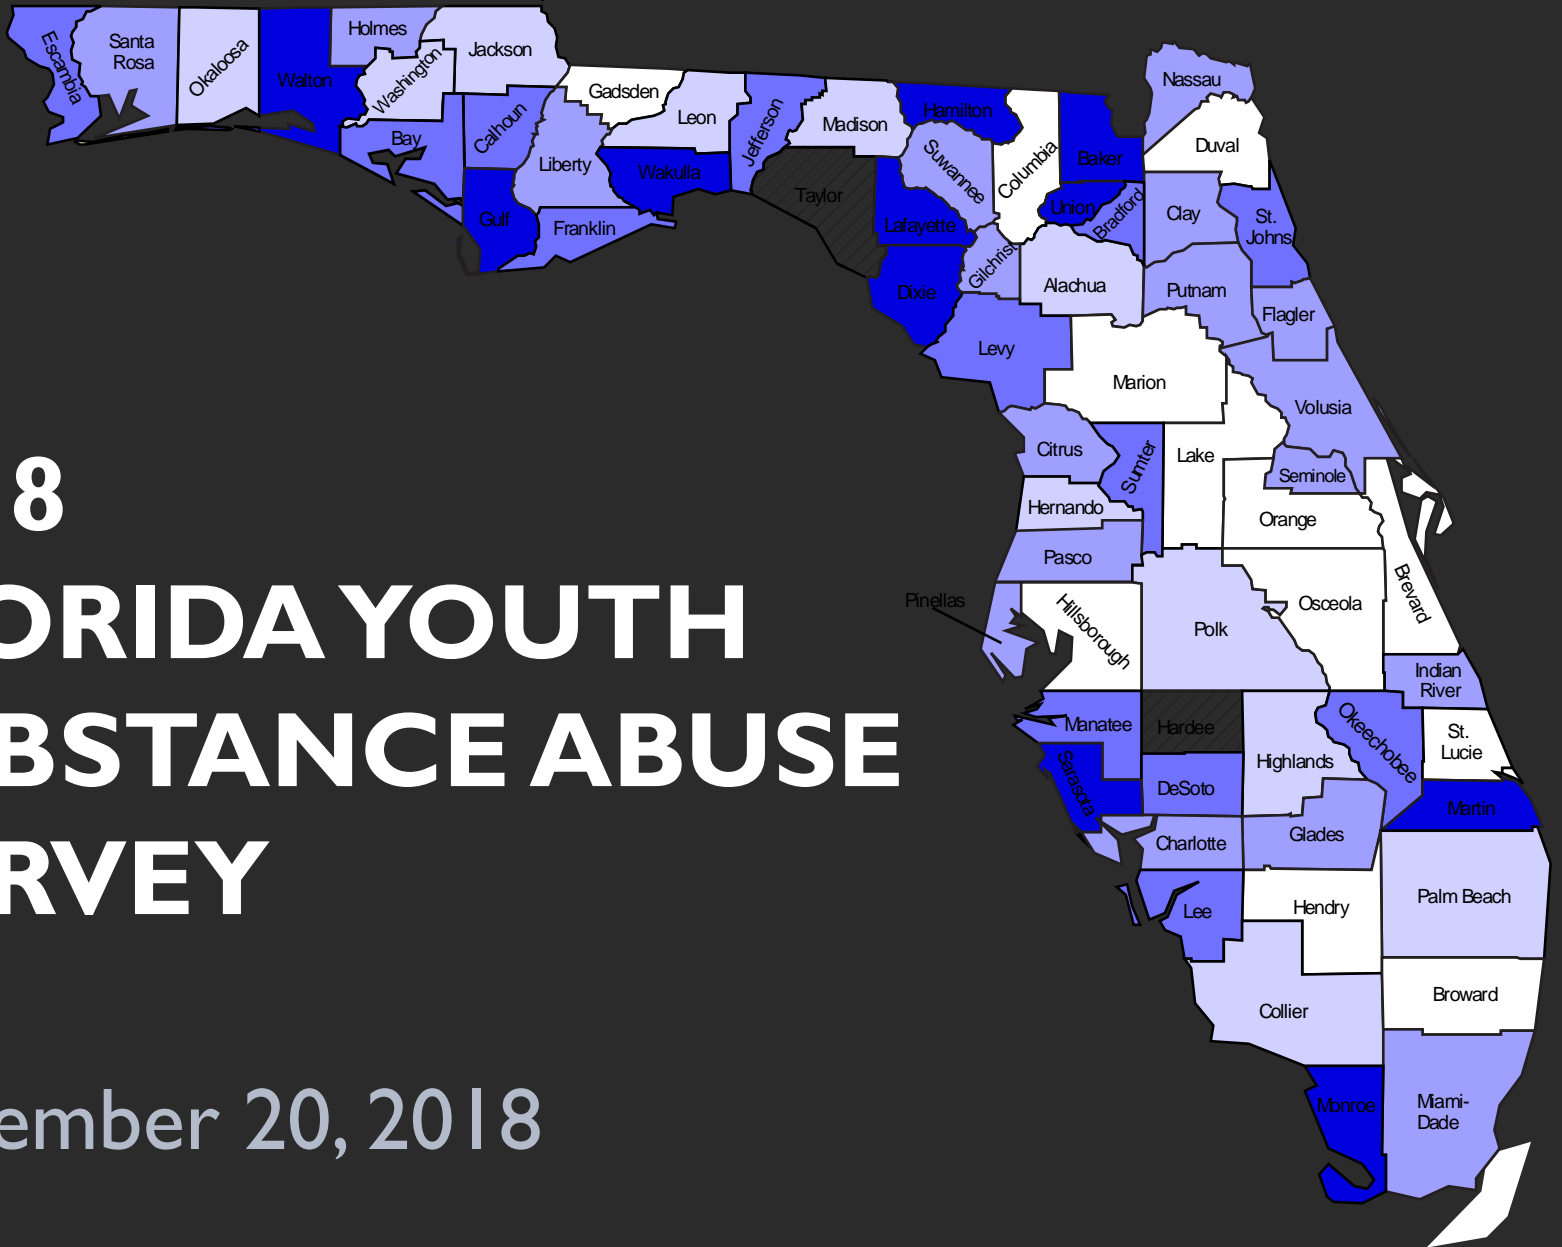 Escambia
Santa
Rosa
Okaloosa
Walton
Holmes
Washington
Jackson
Bay
Calhoun
Gulf
Liberty
Franklin
Gadsden
Leon
Wakulla
Jefferson
Madison
Taylor
Hamilton
Suwannee
Lafayette
Dixie
Columbia
Gilchrist
Baker
Union
Bradford
Alachua
Levy
Nassau
Duval
Clay
St.
Johns
Putnam
Flagler
Marion
Volusia
Citrus
Sumter
Lake
Seminole
Hernando
Orange
Pasco
Pinellas
Hillsborough
Polk
Osceola
Brevard
Indian
River
Manatee
Hardee
Highlands
Okeechobee
St.
Lucie
Sarasota
DeSoto
Martin
Charlotte
Glades
Lee
Hendry
Palm Beach
Collier
Broward
Monroe
Miami-
Dade
8
ORIDA YOUTH
BSTANCE ABUSE
RVEY
ember 20, 2018